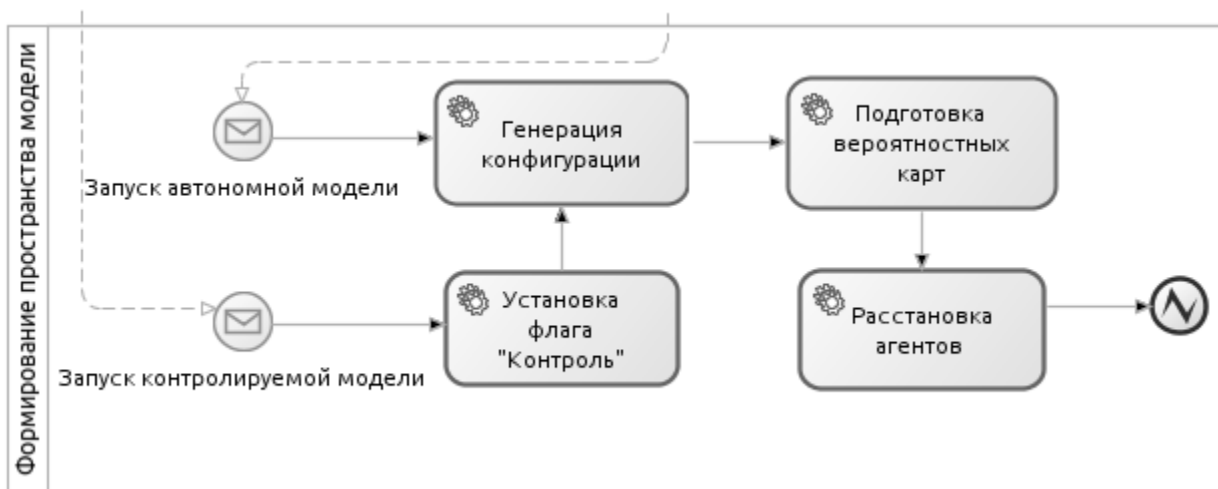 Формирование пространства модели
Генерация
конфигурации
Подготовка
вероятностных
карт
Запуск автономной модели
Установка
флага
"Контроль"
Расстановка
агентов
Запуск контролируемой модели